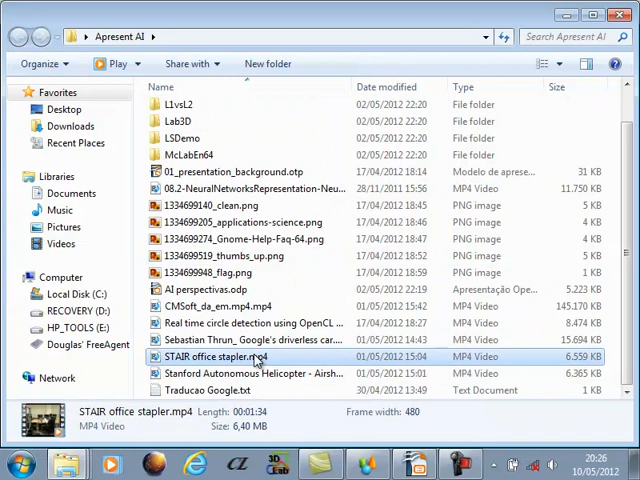 Apresent AI
Search Apresent AI
Organize Play Share with New folder
Name Date modified Type Size
Favorites
Desktop
Downloads
Recent Places
Libraries
Documents
Music
Pictures
Videos
Computer
Local Disk (C:)
RECOVERY (D:)
HP_TOOLS (E:)
Douglas' FreeAgent
Network
L1vsL2 02/05/2012 22:20 File folder
Lab3D 02/05/2012 22:20 File folder
LSDemo 02/05/2012 22:20 File folder
McLabEn64 02/05/2012 22:20 File folder
01_presentation_background.otp 17/04/2012 18:14 Modelo de aprese... 31 KB
08.2-NeuralNetworksRepresentation-Neu... 28/11/2011 15:56 MP4 Video 11.750 KB
1334699140_clean.png 17/04/2012 18:45 PNG image 5 KB
1334699205_applications-science.png 17/04/2012 18:46 PNG image 5 KB
1334699274_Gnome-Help-Faq-64.png 17/04/2012 18:47 PNG image 4 KB
1334699519_thumbs_up.png 17/04/2012 18:52 PNG image 5 KB
1334699948_flag.png 17/04/2012 18:59 PNG image 1 KB
AI perspectivas.odp Apresentação Ope...
CMSoft_da_em.mp4.mp4 01/05/2012 15:42 MP4 Video 145.170 KB
Real time circle detection using OpenCL ... 17/04/2012 18:27 MP4 Video 8.474 KB
Sebastian Thrun_ Google's driverless car.... 01/05/2012 14:43 MP4 Video 15.694 KB
STAIR office stapler.mp4 01/05/2012 15:04 MP4 Video 6.559 KB
Stanford Autonomous Helicopter - Airsh... 01/05/2012 15:01 MP4 Video 6.365 KB
Traducao Google.txt 30/04/2012 13:49 Text Document 1 KB
STAIR office stapler.mp4 Length: 00:01:34 Frame width: 480
MP4 Video Size: 6,40 MB
20:26
10/05/2012